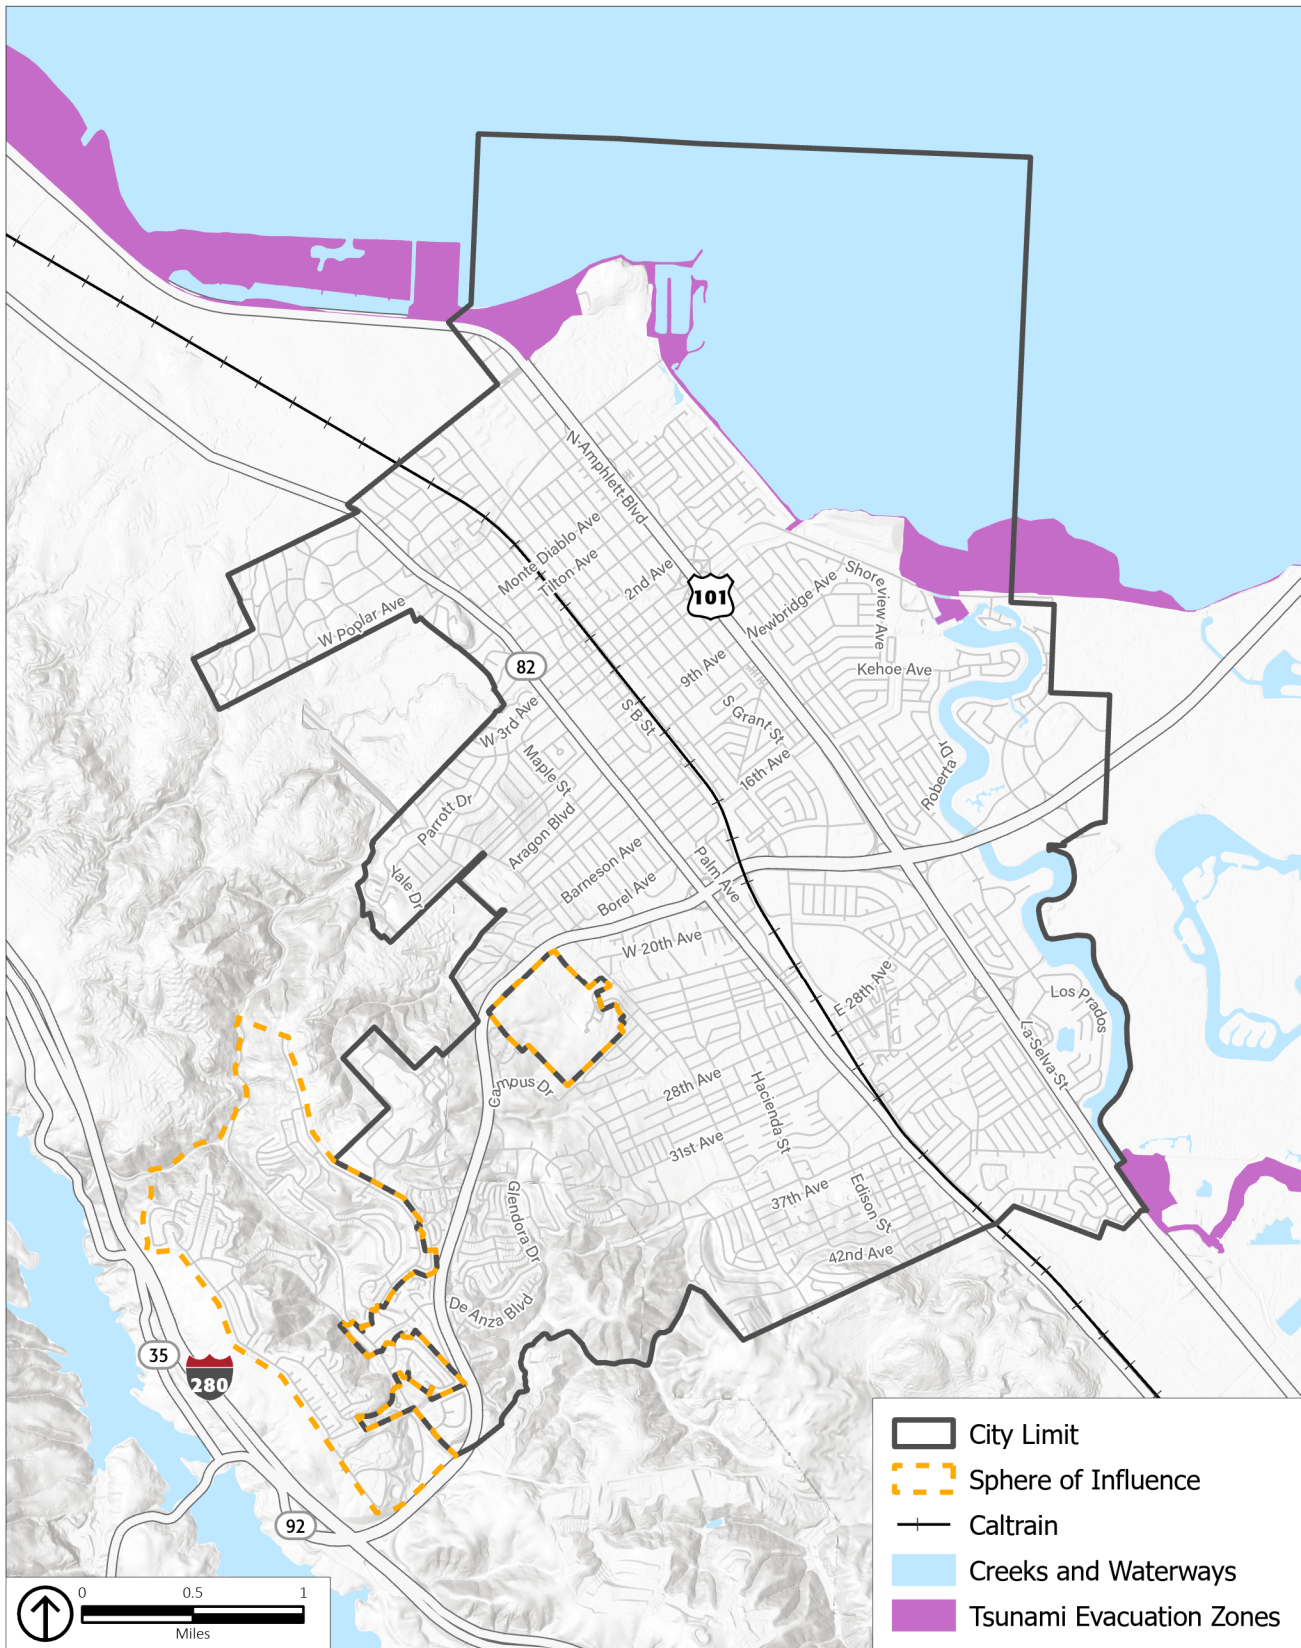 N Amphlett Blvd
Monte Diablo Ave
Tilton Ave
2nd Ave
101
Newbridge Ave
Shoreview Ave
W Poplar Ave
82
9th Ave
Kehoe Ave
S B St
S Grant St
W 3rd Ave
Maple St
16th Ave
Roberta Dr
Parrott Dr
Aragon Blvd
Yale Dr
Barneson Ave
Palm Ave
Borel Ave
W 20th Ave
E 28th Ave
Los Prados
La Selva St
Campus Dr
28th Ave
Hacienda St
31st Ave
37th Ave
Edison St
Glendora Dr
42nd Ave
De Anza Blvd
35
280
92
City Limit
Sphere of Influence
Caltrain
Creeks and Waterways
Tsunami Evacuation Zones
0 0.5 1
Miles